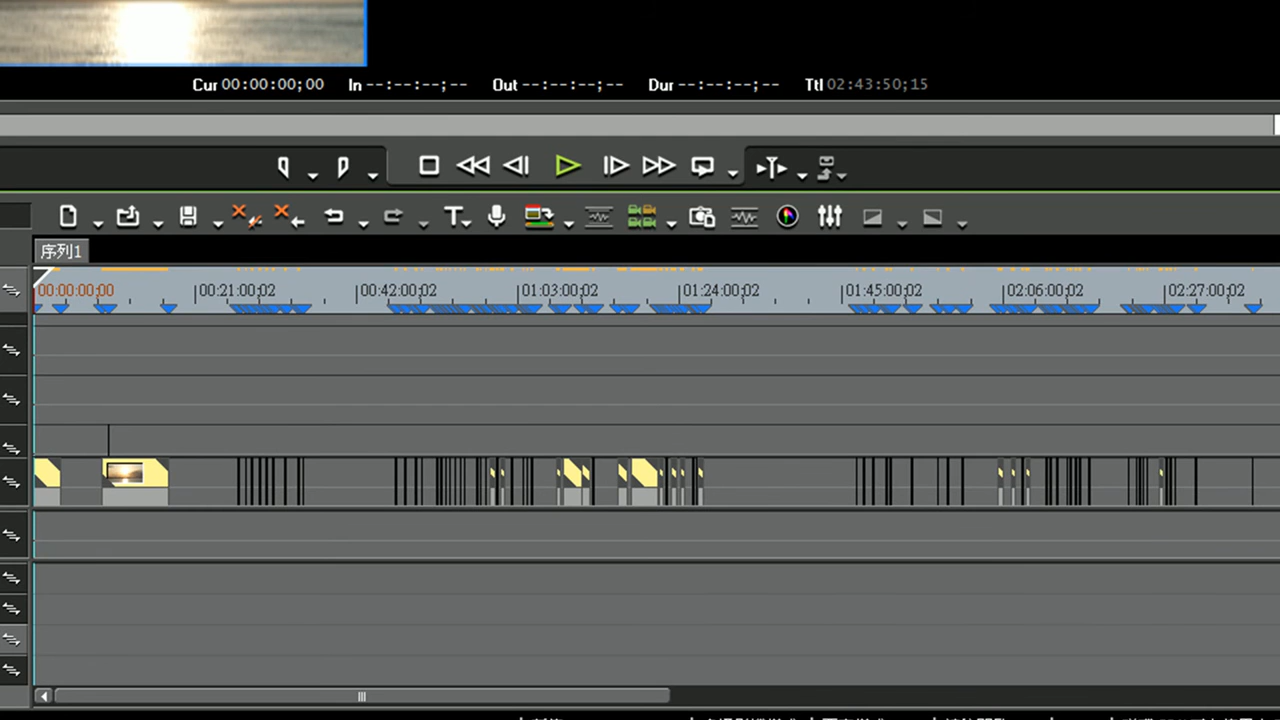 Cur 00:00:00;00 In --:--:--;-- Out --:--:--;-- Dur --:--:--;-- Ttl 02:43:50;15
序列1
00:00:00;00 00:21:00;02 00:42:00;02 01:03:00;02 01:24:00;02 01:45:00;02 02:06:00;02 02:27:00;02